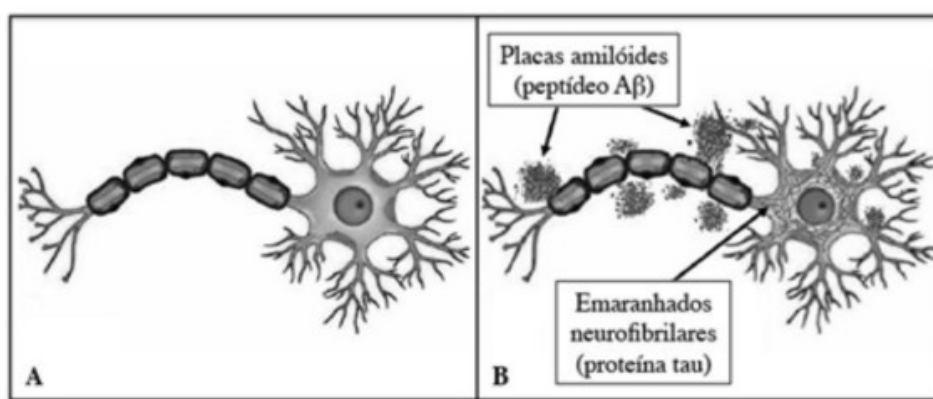 Placas amilóides
(peptídeo Aβ)
Emaranhados
neurofibrilares
(proteína tau)
A
B